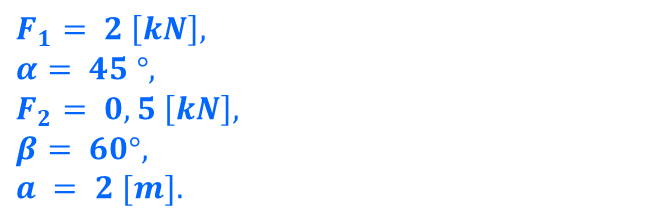 F₁ = 2 [kN],
α = 45 °,
F₂ = 0,5 [kN],
β = 60°,
a = 2 [m].